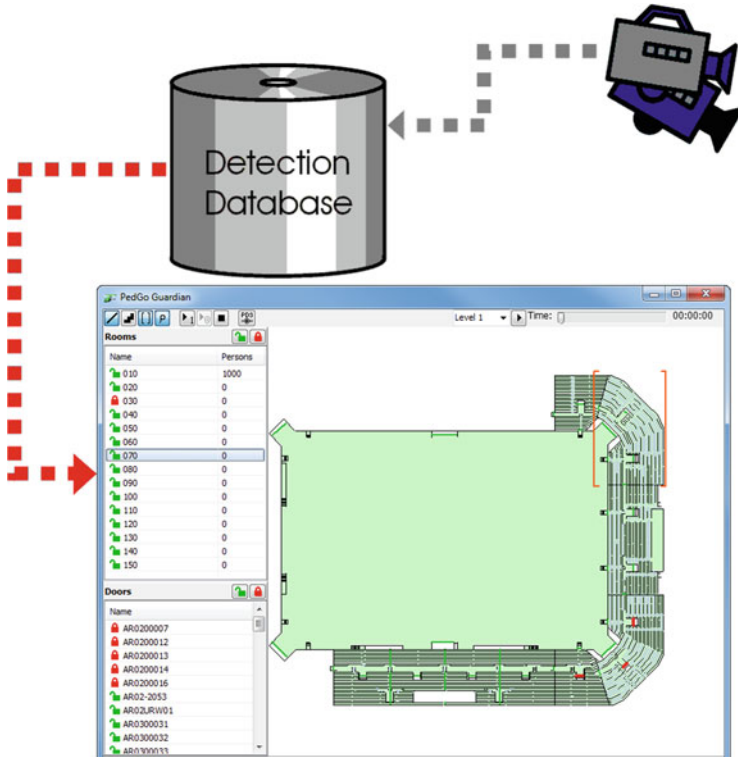 Detection
Database
PedGo Guardian
P
PDS
Level 1
Time:
00:00:00
Rooms
Name Persons
010 1000
020 0
030 0
040 0
050 0
060 0
070 0
080 0
090 0
100 0
110 0
120 0
130 0
140 0
150 0
Doors
Name
AR0200007
AR0200012
AR0200013
AR0200014
AR0200016
AR02-2053
AR02URW01
AR0300031
AR0300032
AR0300033